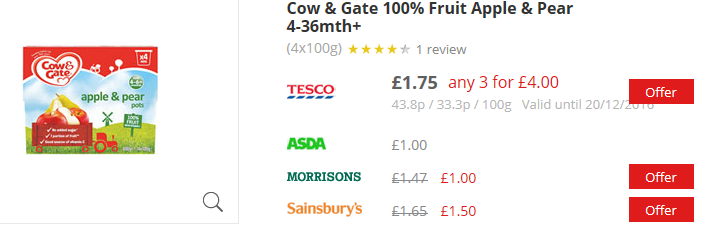 Cow & Gate 100% Fruit Apple & Pear
4-36mth+
(4x100g) 1 review
TESCO £1.75 any 3 for £4.00 Offer
43.8p / 33.3p / 100g Valid until 20/12/2016
ASDA £1.00
MORRISONS £1.47 £1.00 Offer
Sainsbury's £1.65 £1.50 Offer
x4
Cow &
Gate
apple & pear
pots
100%
FRUIT